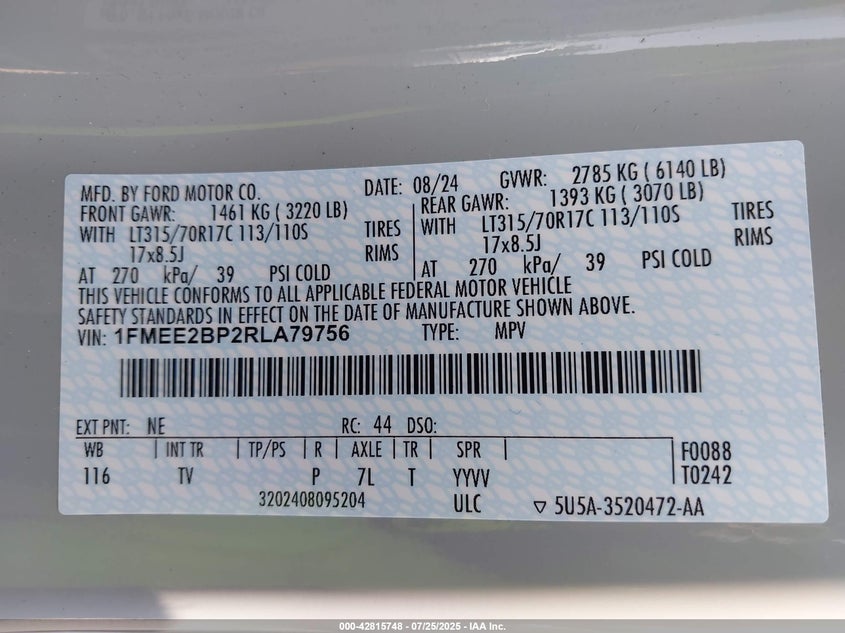 MFD. BY FORD MOTOR CO. DATE: 08/24 GVWR: 2785 KG ( 6140 LB)
FRONT GAWR: 1461 KG ( 3220 LB) REAR GAWR: 1393 KG ( 3070 LB)
WITH LT315/70R17C 113/110S TIRES WITH LT315/70R17C 113/110S TIRES
17x8.5J RIMS 17x8.5J RIMS
AT 270 kPa/ 39 PSI COLD AT 270 kPa/ 39 PSI COLD
THIS VEHICLE CONFORMS TO ALL APPLICABLE FEDERAL MOTOR VEHICLE
SAFETY STANDARDS IN EFFECT ON THE DATE OF MANUFACTURE SHOWN ABOVE.
VIN: 1FMEE2BP2RLA79756 TYPE: MPV
EXT PNT: NE RC: 44 DSO:
WB INT TR TP/PS R AXLE TR SPR F0088
116 TV P 7L T YYVV T0242
3202408095204 ULC ▽ 5U5A-3520472-AA
000-42815748 - 07/25/2025 - IAA Inc.